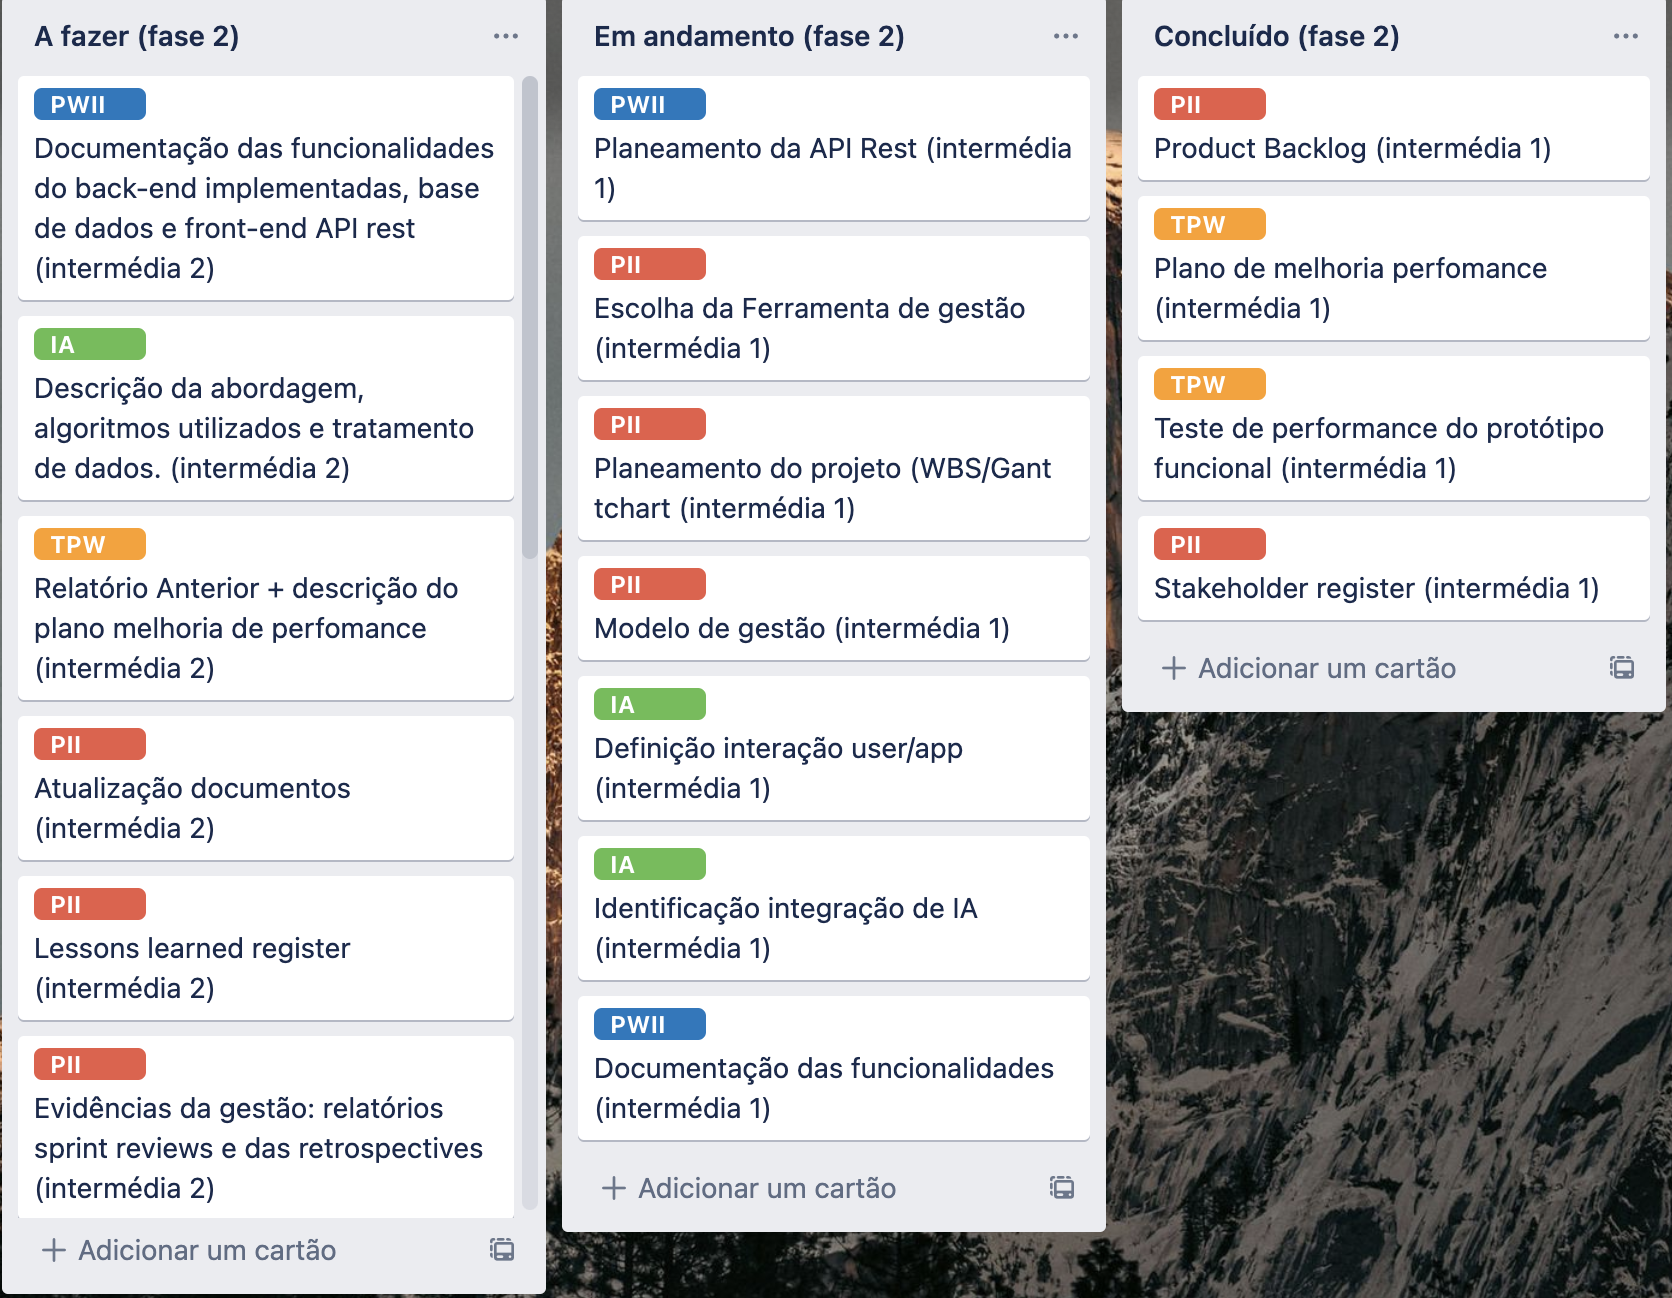 A fazer (fase 2)
PWII
Documentação das funcionalidades
do back-end implementadas, base
de dados e front-end API rest
(intermédia 2)
IA
Descrição da abordagem,
algoritmos utilizados e tratamento
de dados. (intermédia 2)
TPW
Relatório Anterior + descrição do
plano melhoria de perfomance
(intermédia 2)
PII
Atualização documentos
(intermédia 2)
PII
Lessons learned register
(intermédia 2)
PII
Evidências da gestão: relatórios
sprint reviews e das retrospectives
(intermédia 2)
+ Adicionar um cartão
Em andamento (fase 2)
PWII
Planeamento da API Rest (intermédia
1)
PII
Escolha da Ferramenta de gestão
(intermédia 1)
PII
Planeamento do projeto (WBS/Gant
tchart (intermédia 1)
PII
Modelo de gestão (intermédia 1)
IA
Definição interação user/app
(intermédia 1)
IA
Identificação integração de IA
(intermédia 1)
PWII
Documentação das funcionalidades
(intermédia 1)
+ Adicionar um cartão
Concluído (fase 2)
PII
Product Backlog (intermédia 1)
TPW
Plano de melhoria perfomance
(intermédia 1)
TPW
Teste de performance do protótipo
funcional (intermédia 1)
PII
Stakeholder register (intermédia 1)
+ Adicionar um cartão